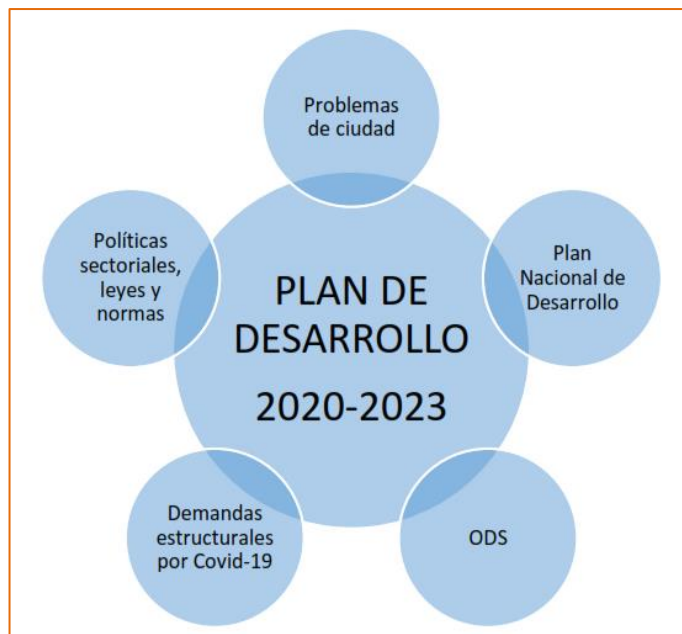 Problemas
de ciudad
Políticas
sectoriales,
leyes y
normas
PLAN DE
DESARROLLO
2020-2023
Plan
Nacional de
Desarrollo
Demandas
estructurales
por Covid-19
ODS